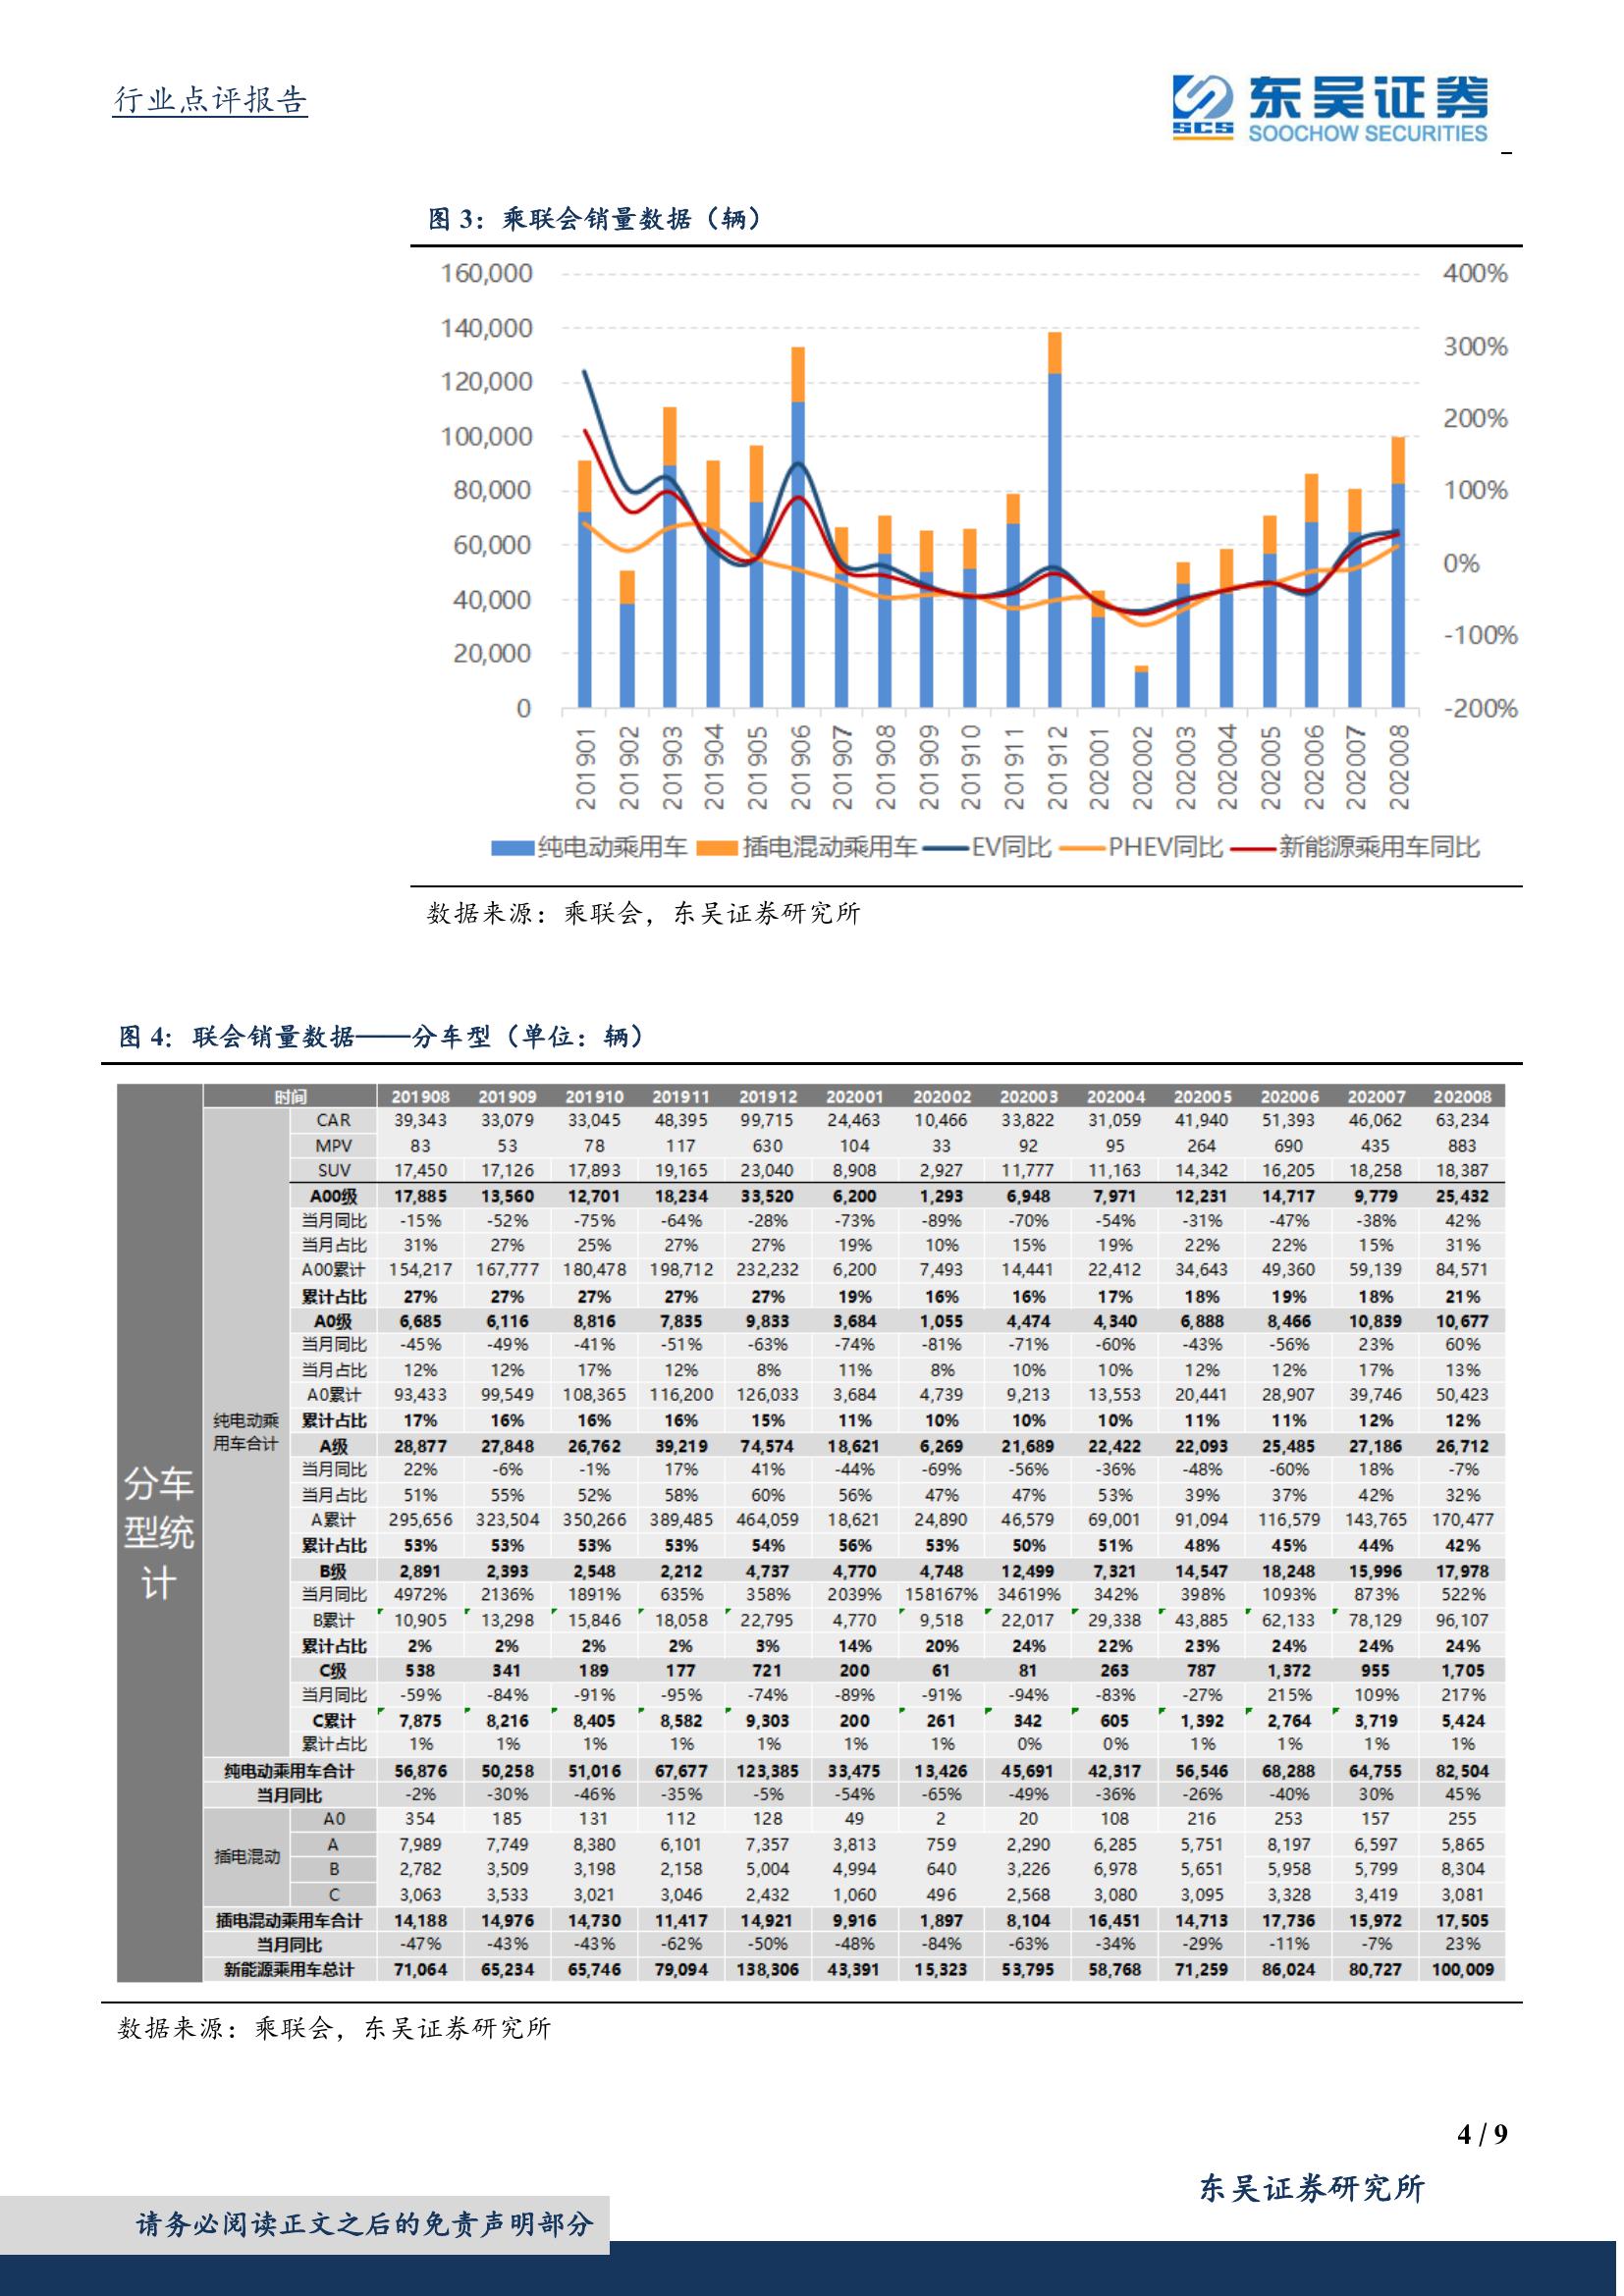 行业点评报告
东吴证券
SCS
SOOCHOW SECURITIES
图 3：乘联会销量数据（辆）
160,000
140,000
120,000
100,000
80,000
60,000
40,000
20,000
0
400%
300%
200%
100%
0%
-100%
-200%
201901 201902 201903 201904 201905 201906 201907 201908 201909 201910 201911 201912 202001 202002 202003 202004 202005 202006 202007 202008
纯电动乘用车 插电混动乘用车 EV同比 PHEV同比 新能源乘用车同比
数据来源：乘联会，东吴证券研究所
图 4：联会销量数据——分车型（单位：辆）
分车型统计
时间 201908 201909 201910 201911 201912 202001 202002 202003 202004 202005 202006 202007 202008
纯电动乘用车合计
CAR 39,343 33,079 33,045 48,395 99,715 24,463 10,466 33,822 31,059 41,940 51,393 46,062 63,234
MPV 83 53 78 117 630 104 33 92 95 264 690 435 883
SUV 17,450 17,126 17,893 19,165 23,040 8,908 2,927 11,777 11,163 14,342 16,205 18,258 18,387
A00级 17,885 13,560 12,701 18,234 33,520 6,200 1,293 6,948 7,971 12,231 14,717 9,779 25,432
当月同比 -15% -52% -75% -64% -28% -73% -89% -70% -54% -31% -47% -38% 42%
当月占比 31% 27% 25% 27% 27% 19% 10% 15% 19% 22% 22% 15% 31%
A00累计 154,217 167,777 180,478 198,712 232,232 6,200 7,493 14,441 22,412 34,643 49,360 59,139 84,571
累计占比 27% 27% 27% 27% 27% 19% 16% 16% 17% 18% 19% 18% 21%
A0级 6,685 6,116 8,816 7,835 9,833 3,684 1,055 4,474 4,340 6,888 8,466 10,839 10,677
当月同比 -45% -49% -41% -51% -63% -74% -81% -71% -60% -43% -56% 23% 60%
当月占比 12% 12% 17% 12% 8% 11% 8% 10% 10% 12% 12% 17% 13%
A0累计 93,433 99,549 108,365 116,200 126,033 3,684 4,739 9,213 13,553 20,441 28,907 39,746 50,423
累计占比 17% 16% 16% 16% 15% 11% 10% 10% 10% 11% 11% 12% 12%
A级 28,877 27,848 26,762 39,219 74,574 18,621 6,269 21,689 22,422 22,093 25,485 27,186 26,712
当月同比 22% -6% -1% 17% 41% -44% -69% -56% -36% -48% -60% 18% -7%
当月占比 51% 55% 52% 58% 60% 56% 47% 47% 53% 39% 37% 42% 32%
A累计 295,656 323,504 350,266 389,485 464,059 18,621 24,890 46,579 69,001 91,094 116,579 143,765 170,477
累计占比 53% 53% 53% 53% 54% 56% 53% 50% 51% 48% 45% 44% 42%
B级 2,891 2,393 2,548 2,212 4,737 4,770 4,748 12,499 7,321 14,547 18,248 15,996 17,978
当月同比 4972% 2136% 1891% 635% 358% 2039% 158167% 34619% 342% 398% 1093% 873% 522%
B累计 10,905 13,298 15,846 18,058 22,795 4,770 9,518 22,017 29,338 43,885 62,133 78,129 96,107
累计占比 2% 2% 2% 2% 3% 14% 20% 24% 22% 23% 24% 24% 24%
C级 538 341 189 177 721 200 61 81 263 787 1,372 955 1,705
当月同比 -59% -84% -91% -95% -74% -89% -91% -94% -83% -27% 215% 109% 217%
C累计 7,875 8,216 8,405 8,582 9,303 200 261 342 605 1,392 2,764 3,719 5,424
累计占比 1% 1% 1% 1% 1% 1% 1% 0% 0% 1% 1% 1% 1%
纯电动乘用车合计 56,876 50,258 51,016 67,677 123,385 33,475 13,426 45,691 42,317 56,546 68,288 64,755 82,504
当月同比 -2% -30% -46% -35% -5% -54% -65% -49% -36% -26% -40% 30% 45%
插电混动
A0 354 185 131 112 128 49 2 20 108 216 253 157 255
A 7,989 7,749 8,380 6,101 7,357 3,813 759 2,290 6,285 5,751 8,197 6,597 5,865
B 2,782 3,509 3,198 2,158 5,004 4,994 640 3,226 6,978 5,651 5,958 5,799 8,304
C 3,063 3,533 3,021 3,046 2,432 1,060 496 2,568 3,080 3,095 3,328 3,419 3,081
插电混动乘用车合计 14,188 14,976 14,730 11,417 14,921 9,916 1,897 8,104 16,451 14,713 17,736 15,972 17,505
当月同比 -47% -43% -43% -62% -50% -48% -84% -63% -34% -29% -11% -7% 23%
新能源乘用车总计 71,064 65,234 65,746 79,094 138,306 43,391 15,323 53,795 58,768 71,259 86,024 80,727 100,009
数据来源：乘联会，东吴证券研究所
4 / 9
东吴证券研究所
请务必阅读正文之后的免责声明部分